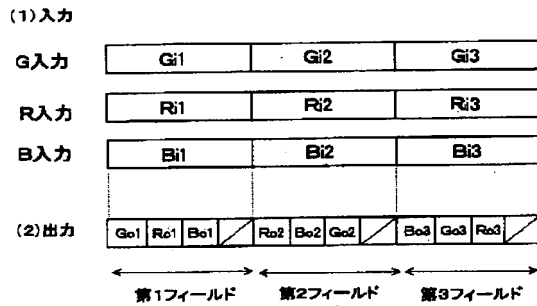 (1)入力
G入力 Gi1 Gi2 Gi3
R入力 Ri1 Ri2 Ri3
B入力 Bi1 Bi2 Bi3
(2)出力 Go1 Ro1 Bo1 Ro2 Bo2 Go2 Bo3 Go3 Ro3
第1フィールド 第2フィールド 第3フィールド